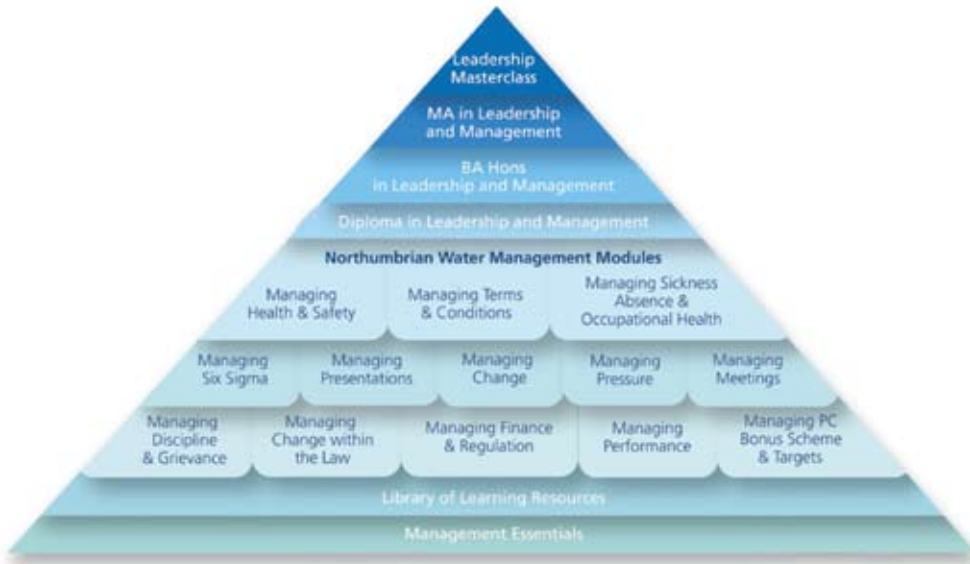 Leadership
Masterclass
MA in Leadership
and Management
BA Hons
in Leadership and Management
Diploma in Leadership and Management
Northumbrian Water Management Modules
Managing
Health & Safety
Managing Terms
& Conditions
Managing Sickness
Absence &
Occupational Health
Managing
Six Sigma
Managing
Presentations
Managing
Change
Managing
Pressure
Managing
Meetings
Managing
Discipline
& Grievance
Managing
Change within
the Law
Managing Finance
& Regulation
Managing
Performance
Managing PC
Bonus Scheme
& Targets
Library of Learning Resources
Management Essentials